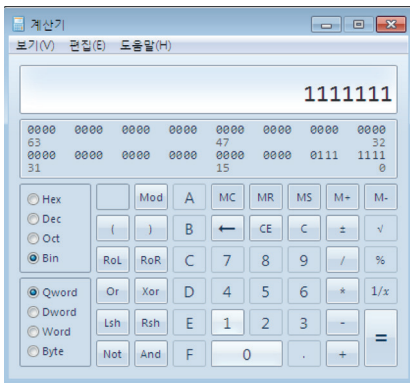 계산기
보기(V) 편집(E) 도움말(H)
1111111
0000 0000 0000 0000 0000 0000 0000 0000
63 47 32
0000 0000 0000 0000 0000 0000 0111 1111
31 15 0
Hex Mod A MC MR MS M+ M-
Dec
Oct ( ) B ← CE C ± √
Bin RoL RoR C 7 8 9 / %
Qword Or Xor D 4 5 6 * 1/x
Dword
Word Lsh Rsh E 1 2 3 - =
Byte Not And F 0 . +